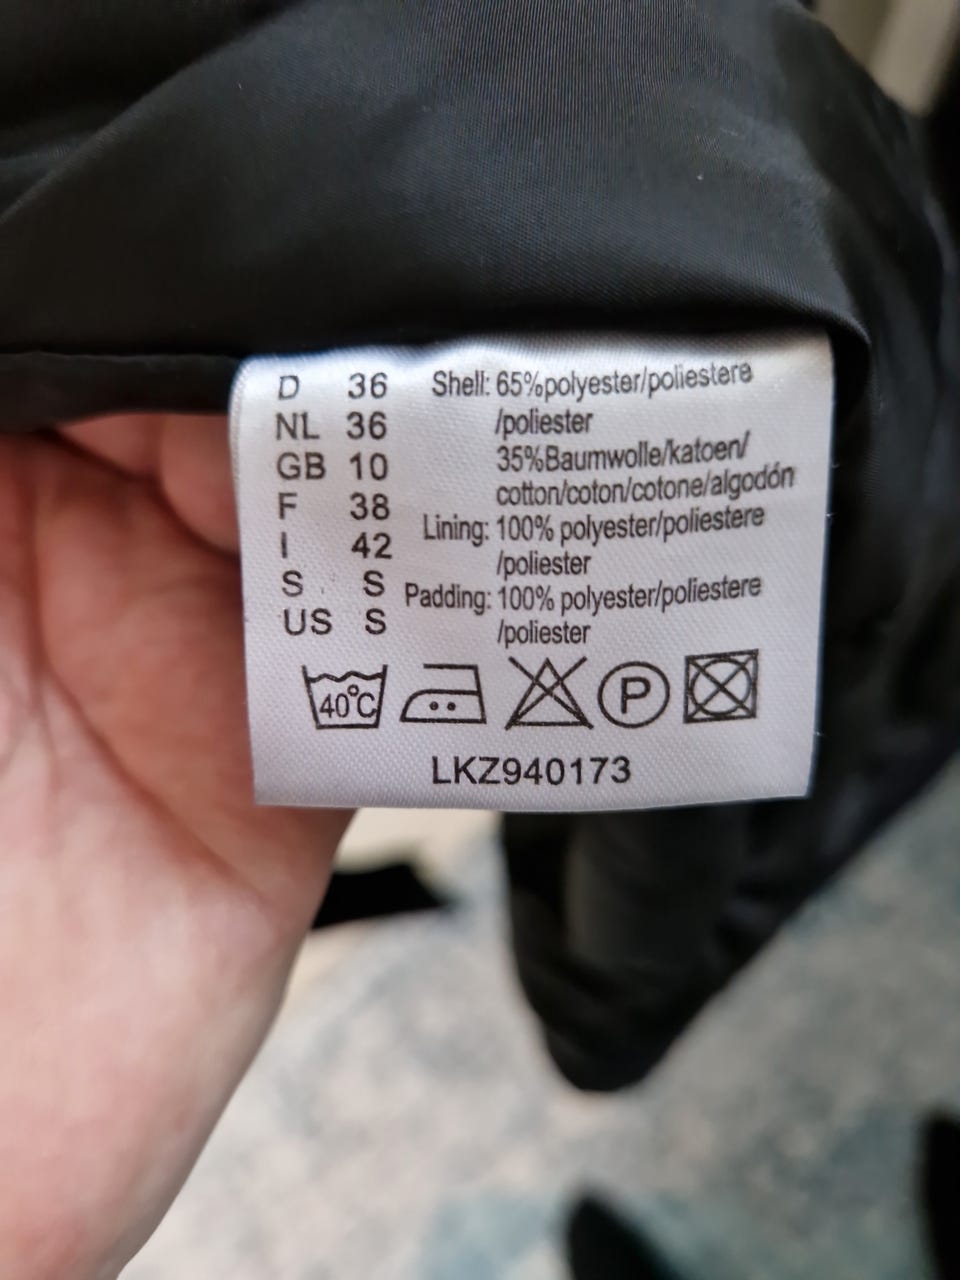 D 36
NL 36
GB 10
F 38
I 42
S S
US S
Shell: 65%polyester/poliestere
/poliester
35%Baumwolle/katoen/
cotton/coton/cotone/algodón
Lining: 100% polyester/poliestere
/poliester
Padding: 100% polyester/poliestere
/poliester
40°C P
LKZ940173